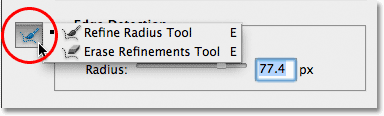 Edge Detection
Refine Radius Tool E
Erase Refinements Tool E
Radius: 77.4 px